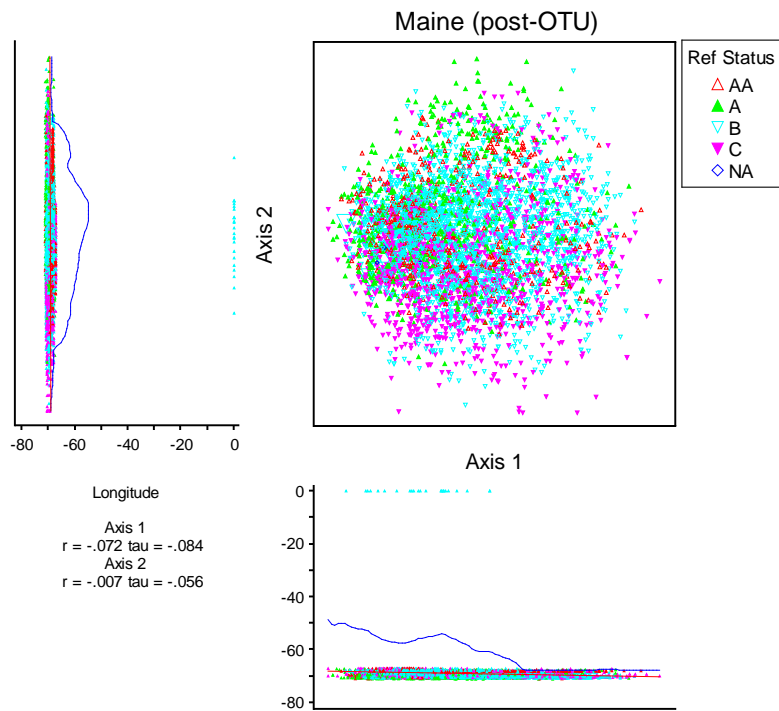 Maine (post-OTU)
Ref Status
AA
A
B
C
NA
Axis 2
-80 -60 -40 -20 0
Axis 1
Longitude
Axis 1
r = -.072 tau = -.084
Axis 2
r = -.007 tau = -.056
0
-20
-40
-60
-80